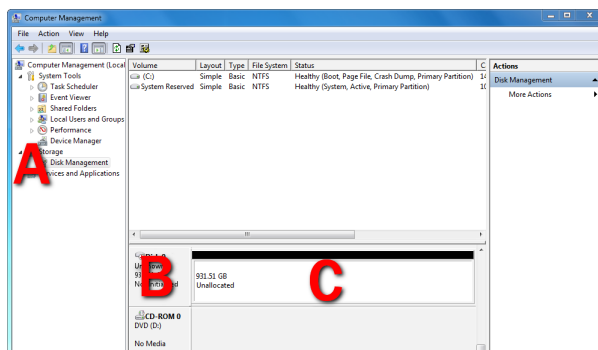 Computer Management
File Action View Help
Computer Management (Local
System Tools
Task Scheduler
Event Viewer
Shared Folders
Local Users and Groups
Performance
Device Manager
Storage
Disk Management
Services and Applications
A
Volume Layout Type File System Status C
(C:) Simple Basic NTFS Healthy (Boot, Page File, Crash Dump, Primary Partition) 14
System Reserved Simple Basic NTFS Healthy (System, Active, Primary Partition) 10
Actions
Disk Management
More Actions
B
931.51 GB
Unallocated
C
CD-ROM 0
DVD (D:)
No Media